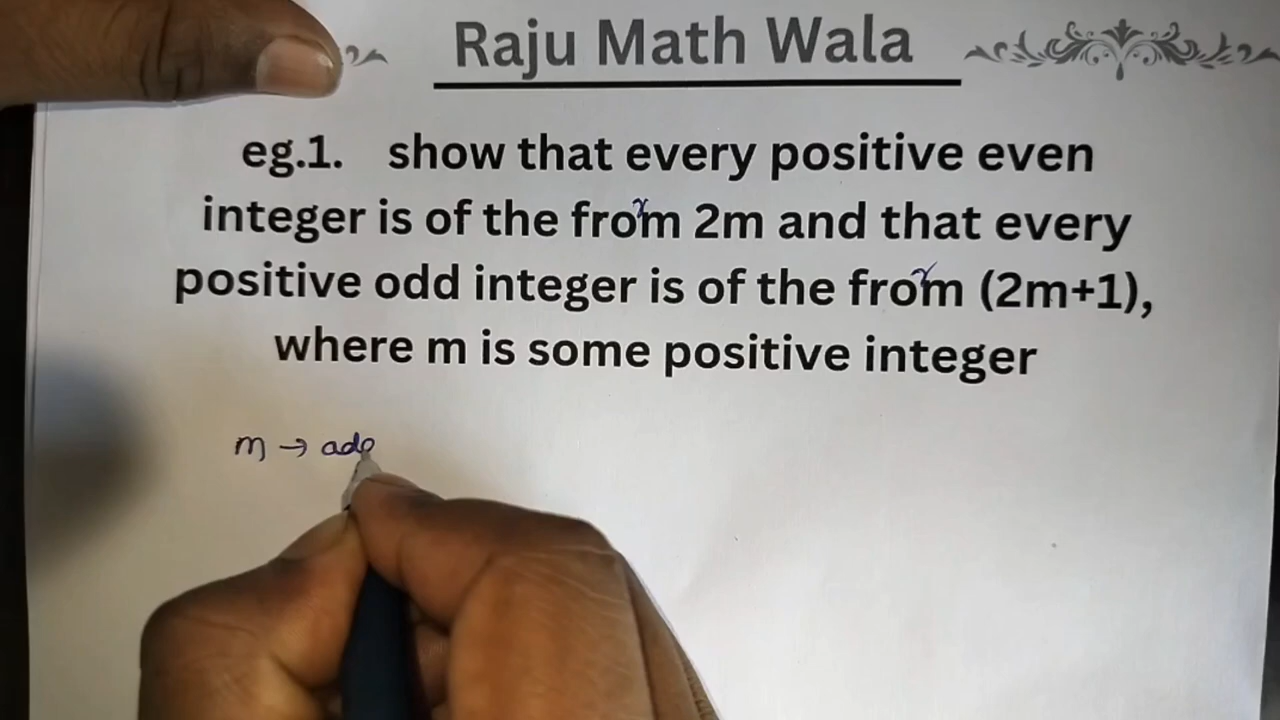 Raju Math Wala
eg.1. show that every positive even
integer is of the from 2m and that every
positive odd integer is of the from (2m+1),
where m is some positive integer
m →